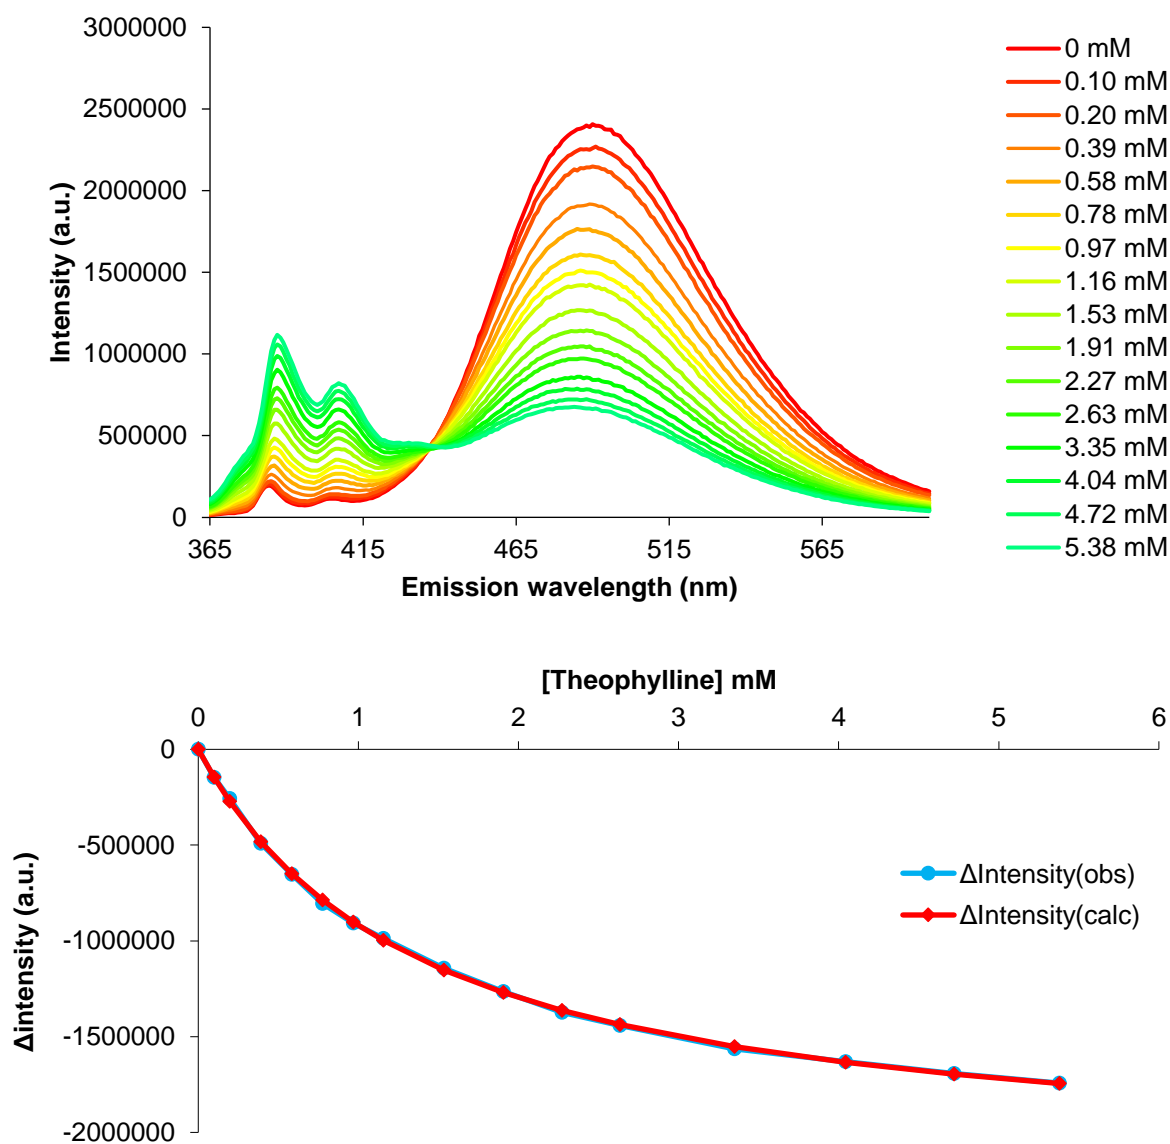 3000000
2500000
2000000
1500000
1000000
500000
0
Intensity (a.u.)
365 415 465 515 565
Emission wavelength (nm)
0 mM
0.10 mM
0.20 mM
0.39 mM
0.58 mM
0.78 mM
0.97 mM
1.16 mM
1.53 mM
1.91 mM
2.27 mM
2.63 mM
3.35 mM
4.04 mM
4.72 mM
5.38 mM
[Theophylline] mM
0 1 2 3 4 5 6
0
-500000
-1000000
-1500000
-2000000
Δintensity (a.u.)
ΔIntensity(obs)
ΔIntensity(calc)